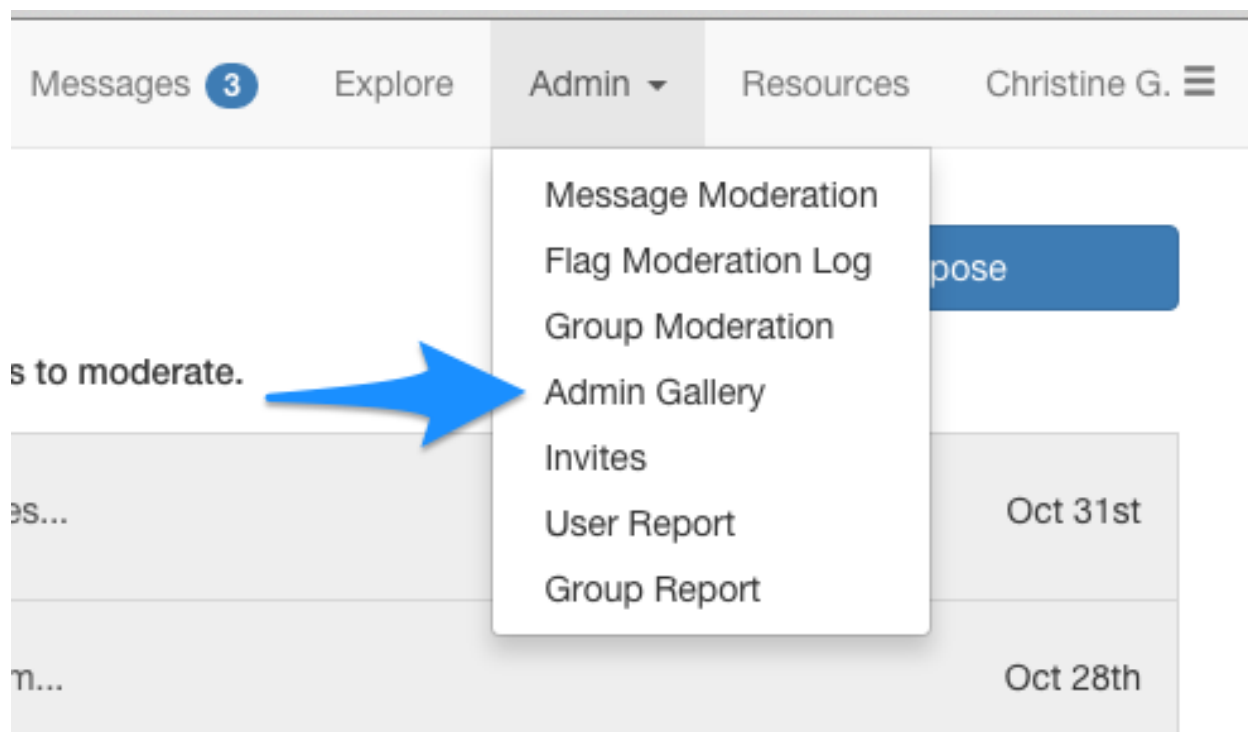 Messages 3 Explore Admin Resources Christine G.
Message Moderation
Flag Moderation Log
pose
Group Moderation
s to moderate.
Admin Gallery
Invites
es... Oct 31st
User Report
Group Report
m... Oct 28th